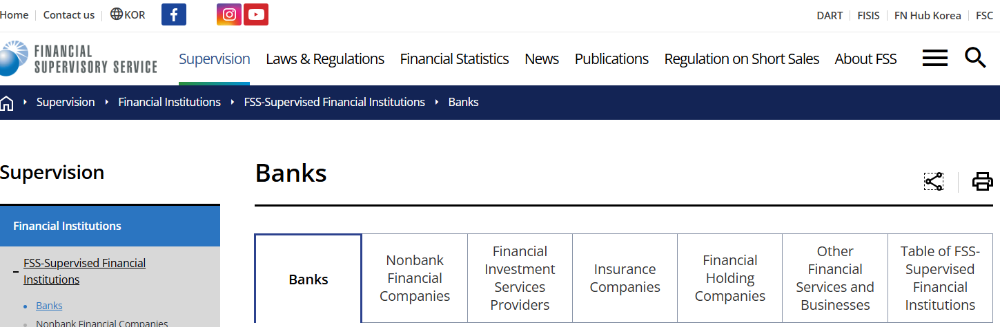 Home Contact us KOR DART FISIS FN Hub Korea FSC
FINANCIAL
SUPERVISORY SERVICE
Supervision Laws & Regulations Financial Statistics News Publications Regulation on Short Sales About FSS
Supervision Financial Institutions FSS-Supervised Financial Institutions Banks
Supervision
Banks
Financial Institutions
FSS-Supervised Financial
Institutions
Banks
Nonbank Financial Companies
Banks
Nonbank
Financial
Companies
Financial
Investment
Services
Providers
Insurance
Companies
Financial
Holding
Companies
Other
Financial
Services and
Businesses
Table of FSS-
Supervised
Financial
Institutions